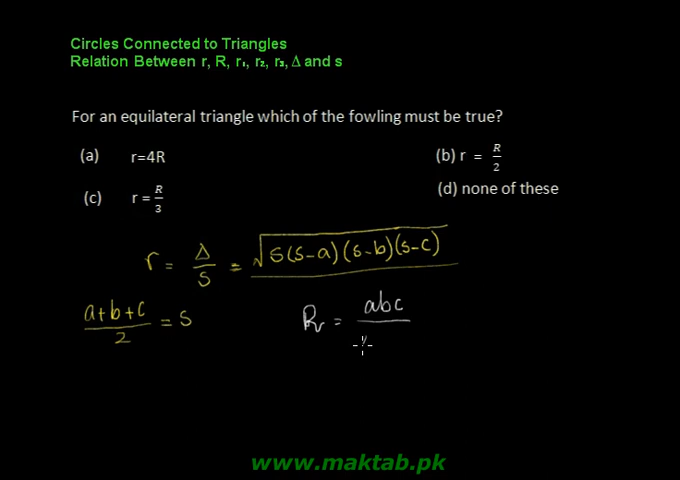 Circles Connected to Triangles
Relation Between r, R, r₁, r₂, r₃, Δ and s
For an equilateral triangle which of the fowling must be true?
(a) r=4R (b) r = R/2
(c) r = R/3 (d) none of these
r = Δ/S = √S(S-a)(S-b)(S-c)
a+b+c/2 = S R = abc
www.maktab.pk